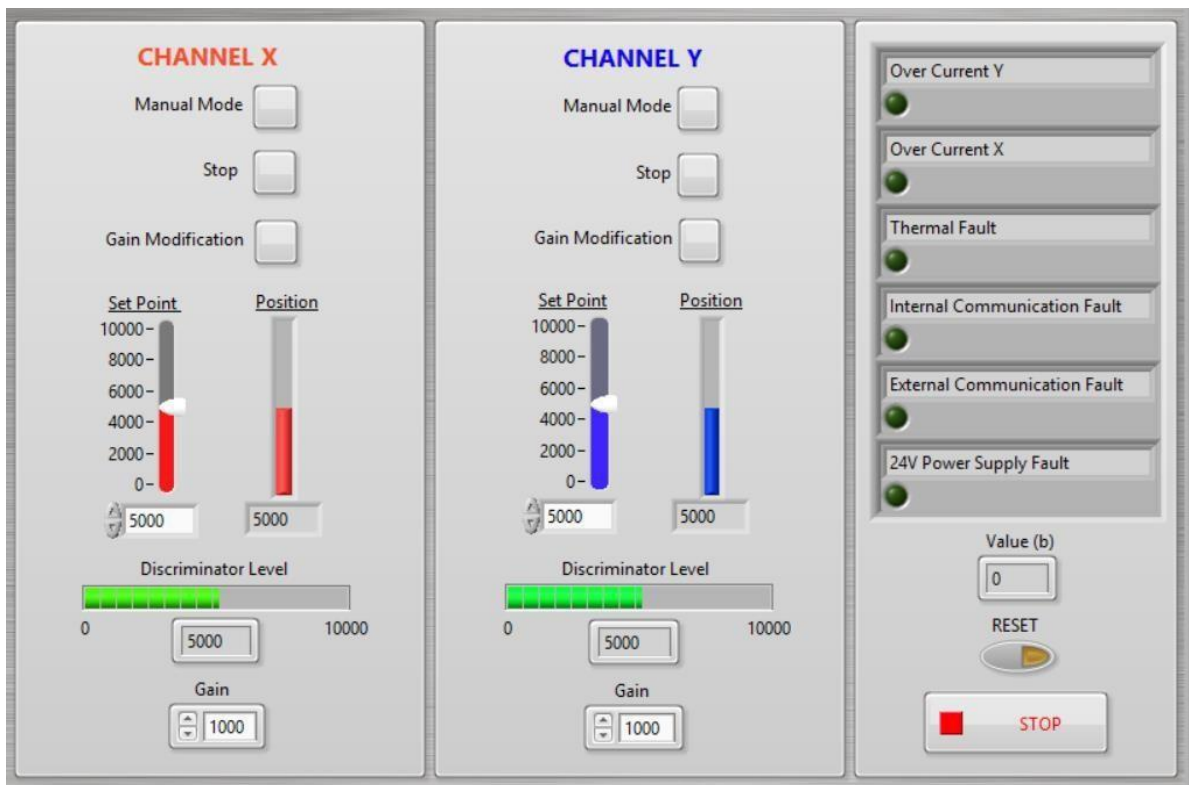 CHANNEL X
Manual Mode
Stop
Gain Modification
Set Point Position
10000
8000
6000
4000
2000
0
5000 5000
Discriminator Level
0 10000
5000
Gain
1000
CHANNEL Y
Manual Mode
Stop
Gain Modification
Set Point Position
10000
8000
6000
4000
2000
0
5000 5000
Discriminator Level
0 10000
5000
Gain
1000
Over Current Y
Over Current X
Thermal Fault
Internal Communication Fault
External Communication Fault
24V Power Supply Fault
Value (b)
0
RESET
STOP